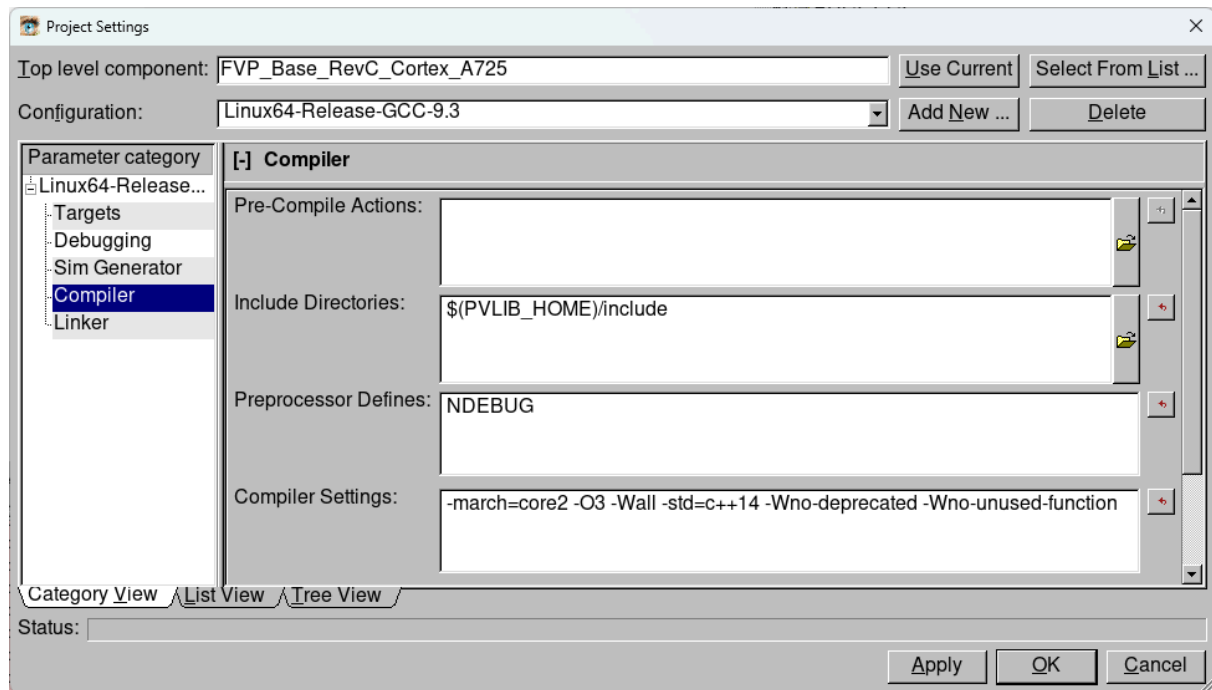 Project Settings
Top level component: FVP_Base_RevC_Cortex_A725 Use Current Select From List ...
Configuration: Linux64-Release-GCC-9.3 Add New ... Delete
Parameter category
Linux64-Release...
Targets
Debugging
Sim Generator
Compiler
Linker
[-] Compiler
Pre-Compile Actions:
Include Directories: $(PVLIB_HOME)/include
Preprocessor Defines: NDEBUG
Compiler Settings: -march=core2 -O3 -Wall -std=c++14 -Wno-deprecated -Wno-unused-function
Category View List View Tree View
Status:
Apply OK Cancel